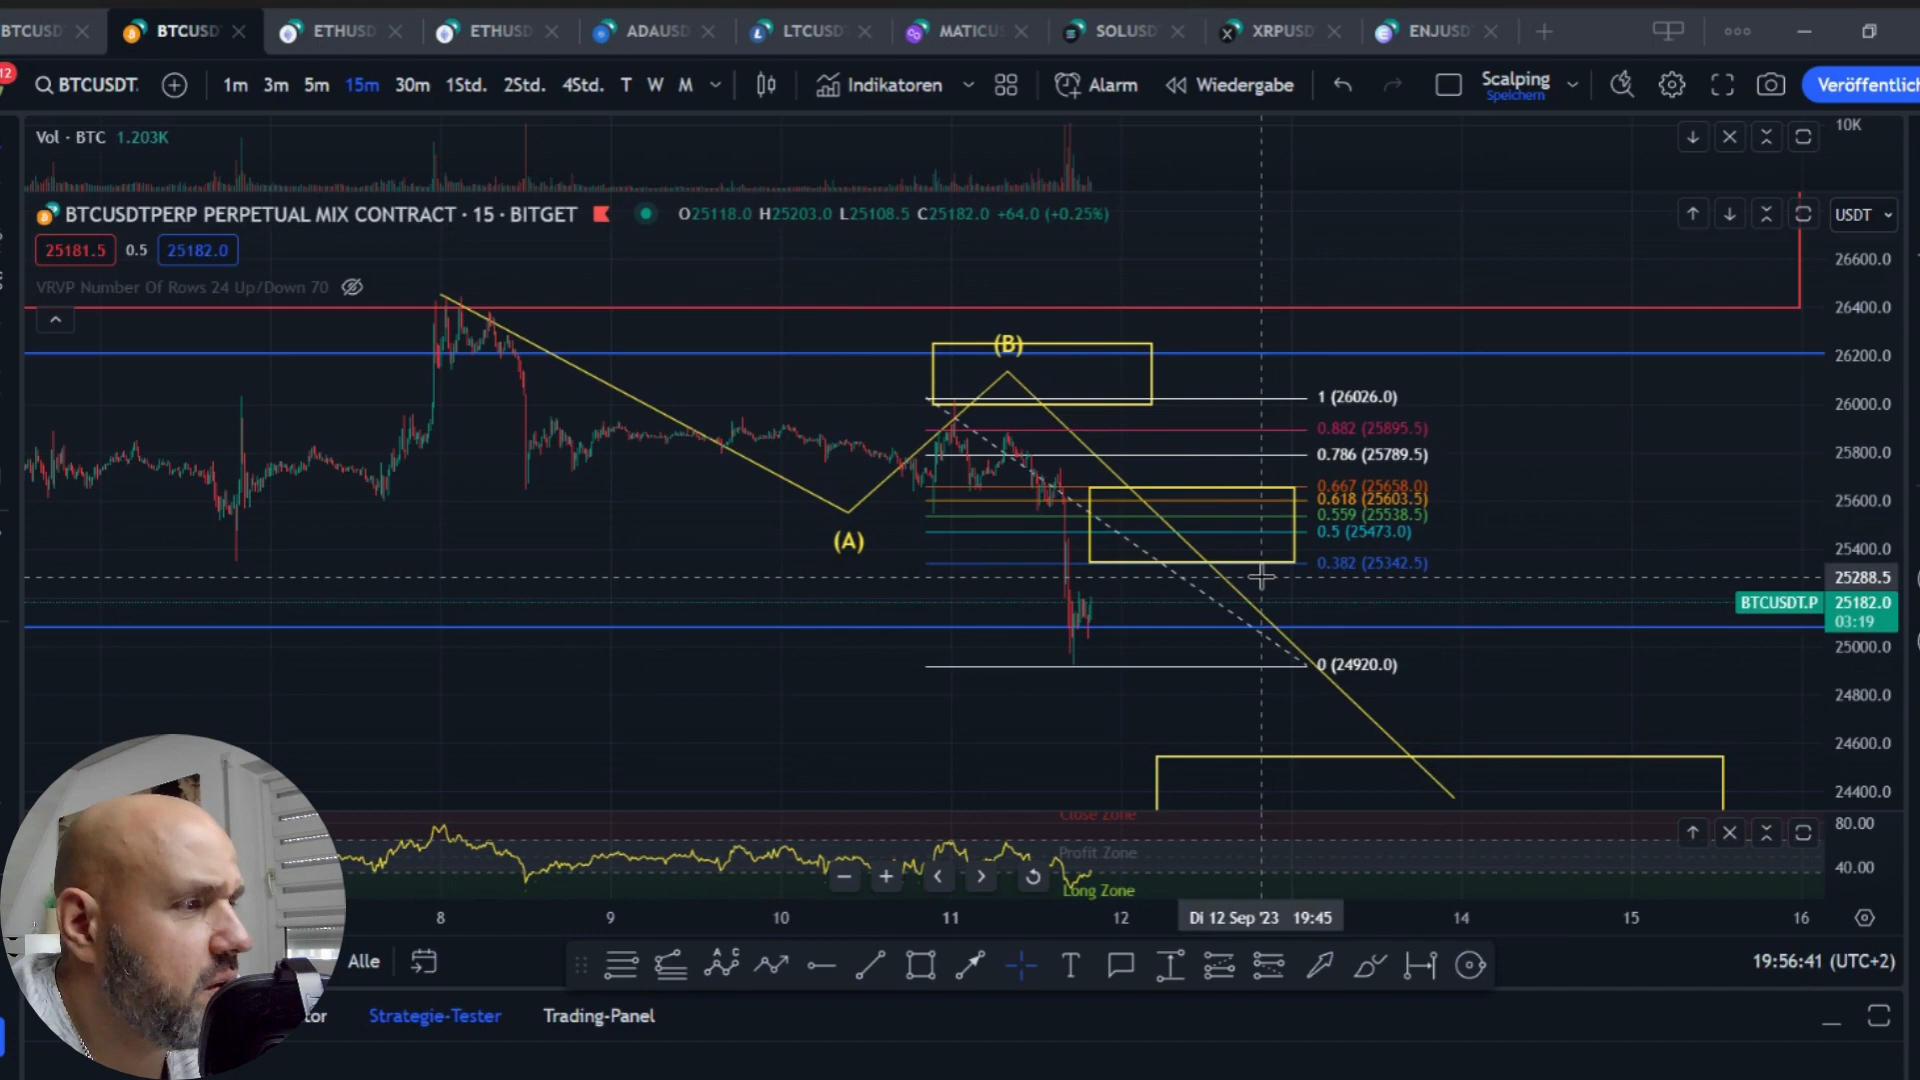 BTCUSD BTCUSD ETHUSD ETHUSD ADAUSD LTCUSD MATICUS SOLUSD XRPUSD ENJUSD
12
BTCUSDT. 1m 3m 5m 15m 30m 1Std. 2Std. 4Std. T W M Indikatoren Alarm Wiedergabe Scalping Veröffentlich
Speichern
Vol · BTC 1.203K
10K
BTCUSDTPERP PERPETUAL MIX CONTRACT · 15 · BITGET O25118.0 H25203.0 L25108.5 C25182.0 +64.0 (+0.25%)
USDT
25181.5 0.5 25182.0
VRVP Number Of Rows 24 Up/Down 70
26600.0
26400.0
26200.0
(B)
1 (26026.0)
26000.0
0.882 (25895.5)
0.786 (25789.5)
25800.0
0.667 (25658.0)
0.618 (25603.5)
25600.0
0.559 (25538.5)
0.5 (25473.0)
(A)
25400.0
0.382 (25342.5)
25288.5
BTCUSDT.P 25182.0
03:19
25000.0
0 (24920.0)
24800.0
24600.0
24400.0
Close Zone
80.00
Profit Zone
40.00
Long Zone
8 9 10 11 12 Di 12 Sep '23 19:45 14 15 16
Alle
19:56:41 (UTC+2)
tor Strategie-Tester Trading-Panel